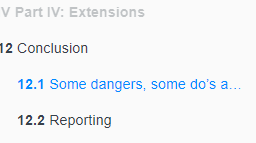 V Part IV: Extensions
12 Conclusion
12.1 Some dangers, some do's a...
12.2 Reporting